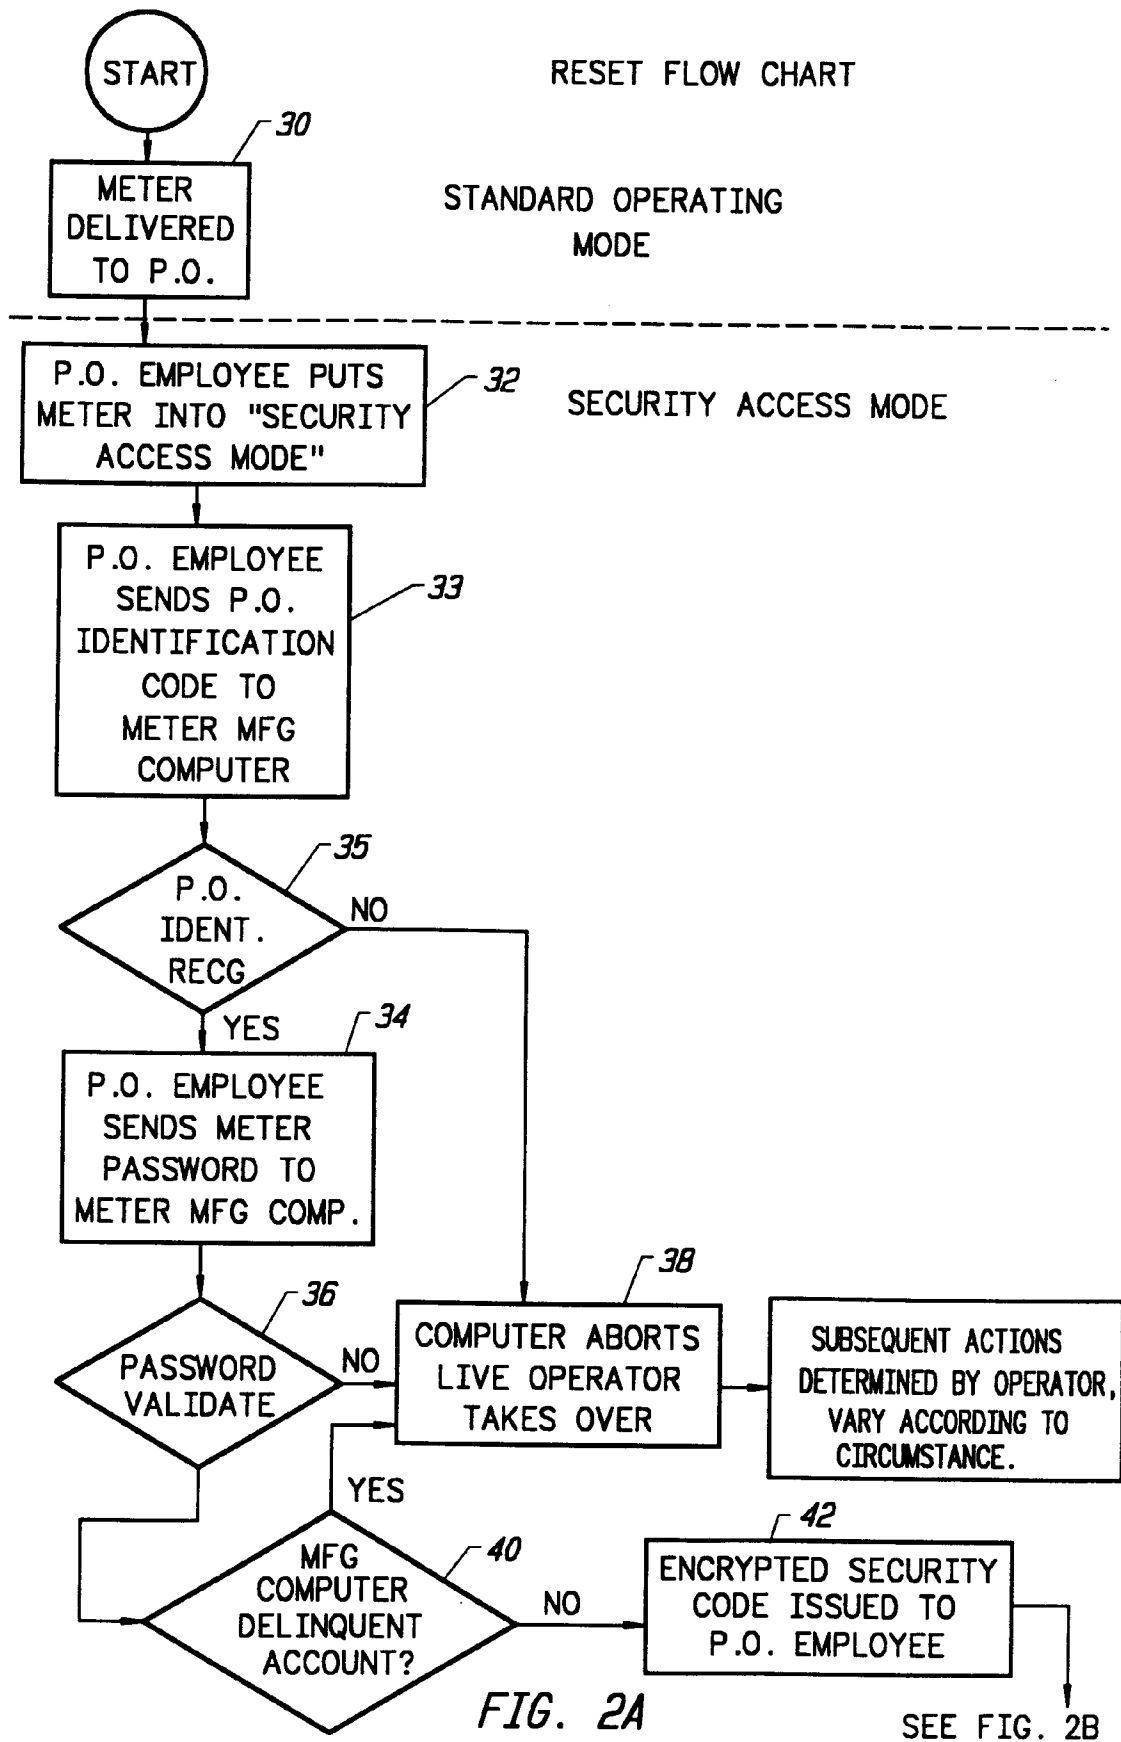 START
RESET FLOW CHART
30
METER
DELIVERED
TO P.O.
STANDARD OPERATING
MODE
P.O. EMPLOYEE PUTS
METER INTO "SECURITY
ACCESS MODE"
32
SECURITY ACCESS MODE
P.O. EMPLOYEE
SENDS P.O.
IDENTIFICATION
CODE TO
METER MFG
COMPUTER
33
35
P.O.
IDENT.
RECG
NO
YES
34
P.O. EMPLOYEE
SENDS METER
PASSWORD TO
METER MFG COMP.
36
PASSWORD
VALIDATE
NO
38
COMPUTER ABORTS
LIVE OPERATOR
TAKES OVER
SUBSEQUENT ACTIONS
DETERMINED BY OPERATOR,
VARY ACCORDING TO
CIRCUMSTANCE.
YES
40
MFG
COMPUTER
DELINQUENT
ACCOUNT?
NO
42
ENCRYPTED SECURITY
CODE ISSUED TO
P.O. EMPLOYEE
FIG. 2A
SEE FIG. 2B